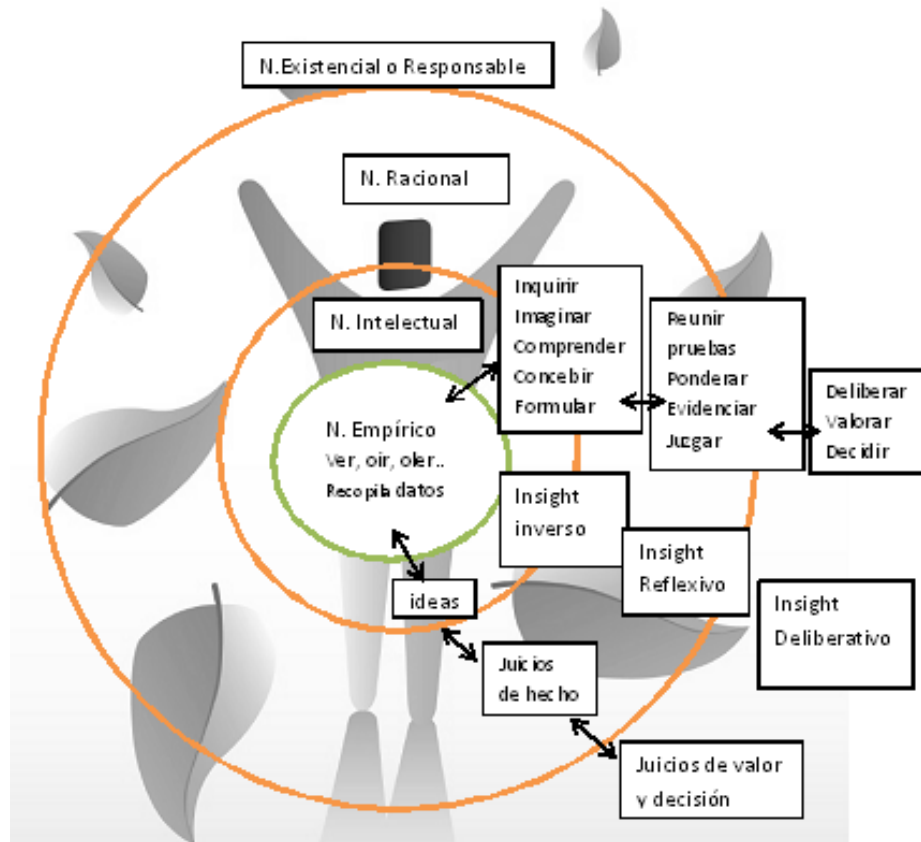 N.Existencial o Responsable
N. Racional
N. Intelectual
N. Empírico
Ver, oir, oler..
Recopila datos
Inquirir
Imaginar
Comprender
Concebir
Formular
Reunir
pruebas
Ponderar
Evidenciar
Juzgar
Deliberar
Valorar
Decidir
Insight
inverso
Insight
Reflexivo
Insight
Deliberativo
ideas
Juicios
de hecho
Juicios de valor
y decisión